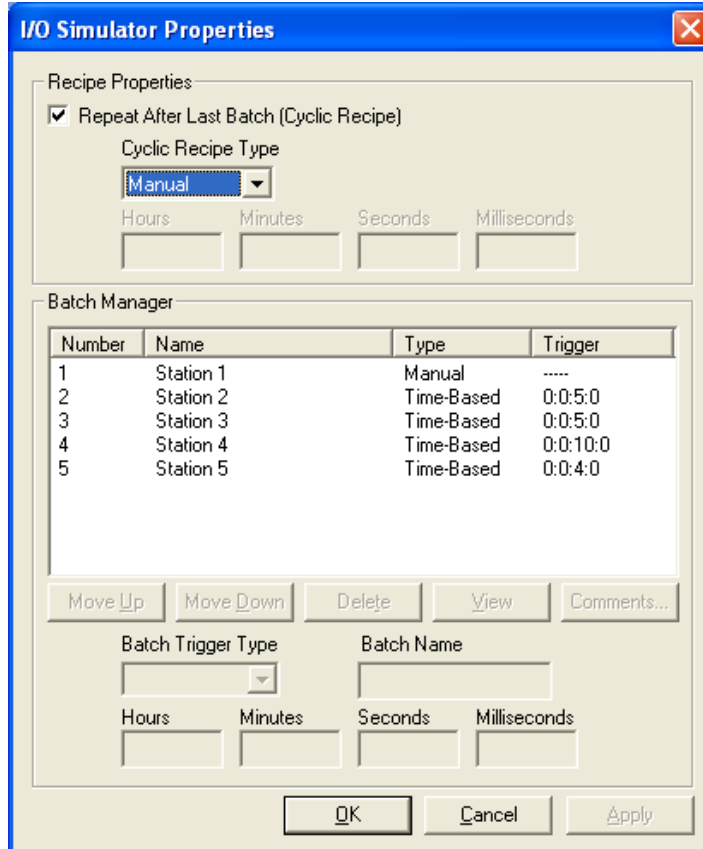 I/O Simulator Properties
Recipe Properties
Repeat After Last Batch (Cyclic Recipe)
Cyclic Recipe Type
Manual
Hours Minutes Seconds Milliseconds
Batch Manager
Number Name Type Trigger
1 Station 1 Manual -----
2 Station 2 Time-Based 0:0:5:0
3 Station 3 Time-Based 0:0:5:0
4 Station 4 Time-Based 0:0:10:0
5 Station 5 Time-Based 0:0:4:0
Move Up Move Down Delete View Comments...
Batch Trigger Type Batch Name
Hours Minutes Seconds Milliseconds
OK Cancel Apply